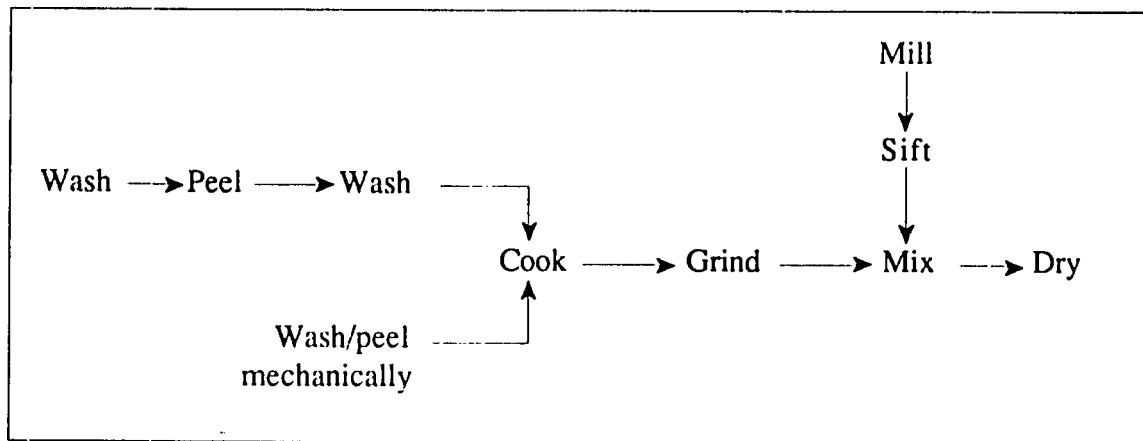 Mill
Sift
Wash Peel Wash
Cook Grind Mix Dry
Wash/peel
mechanically